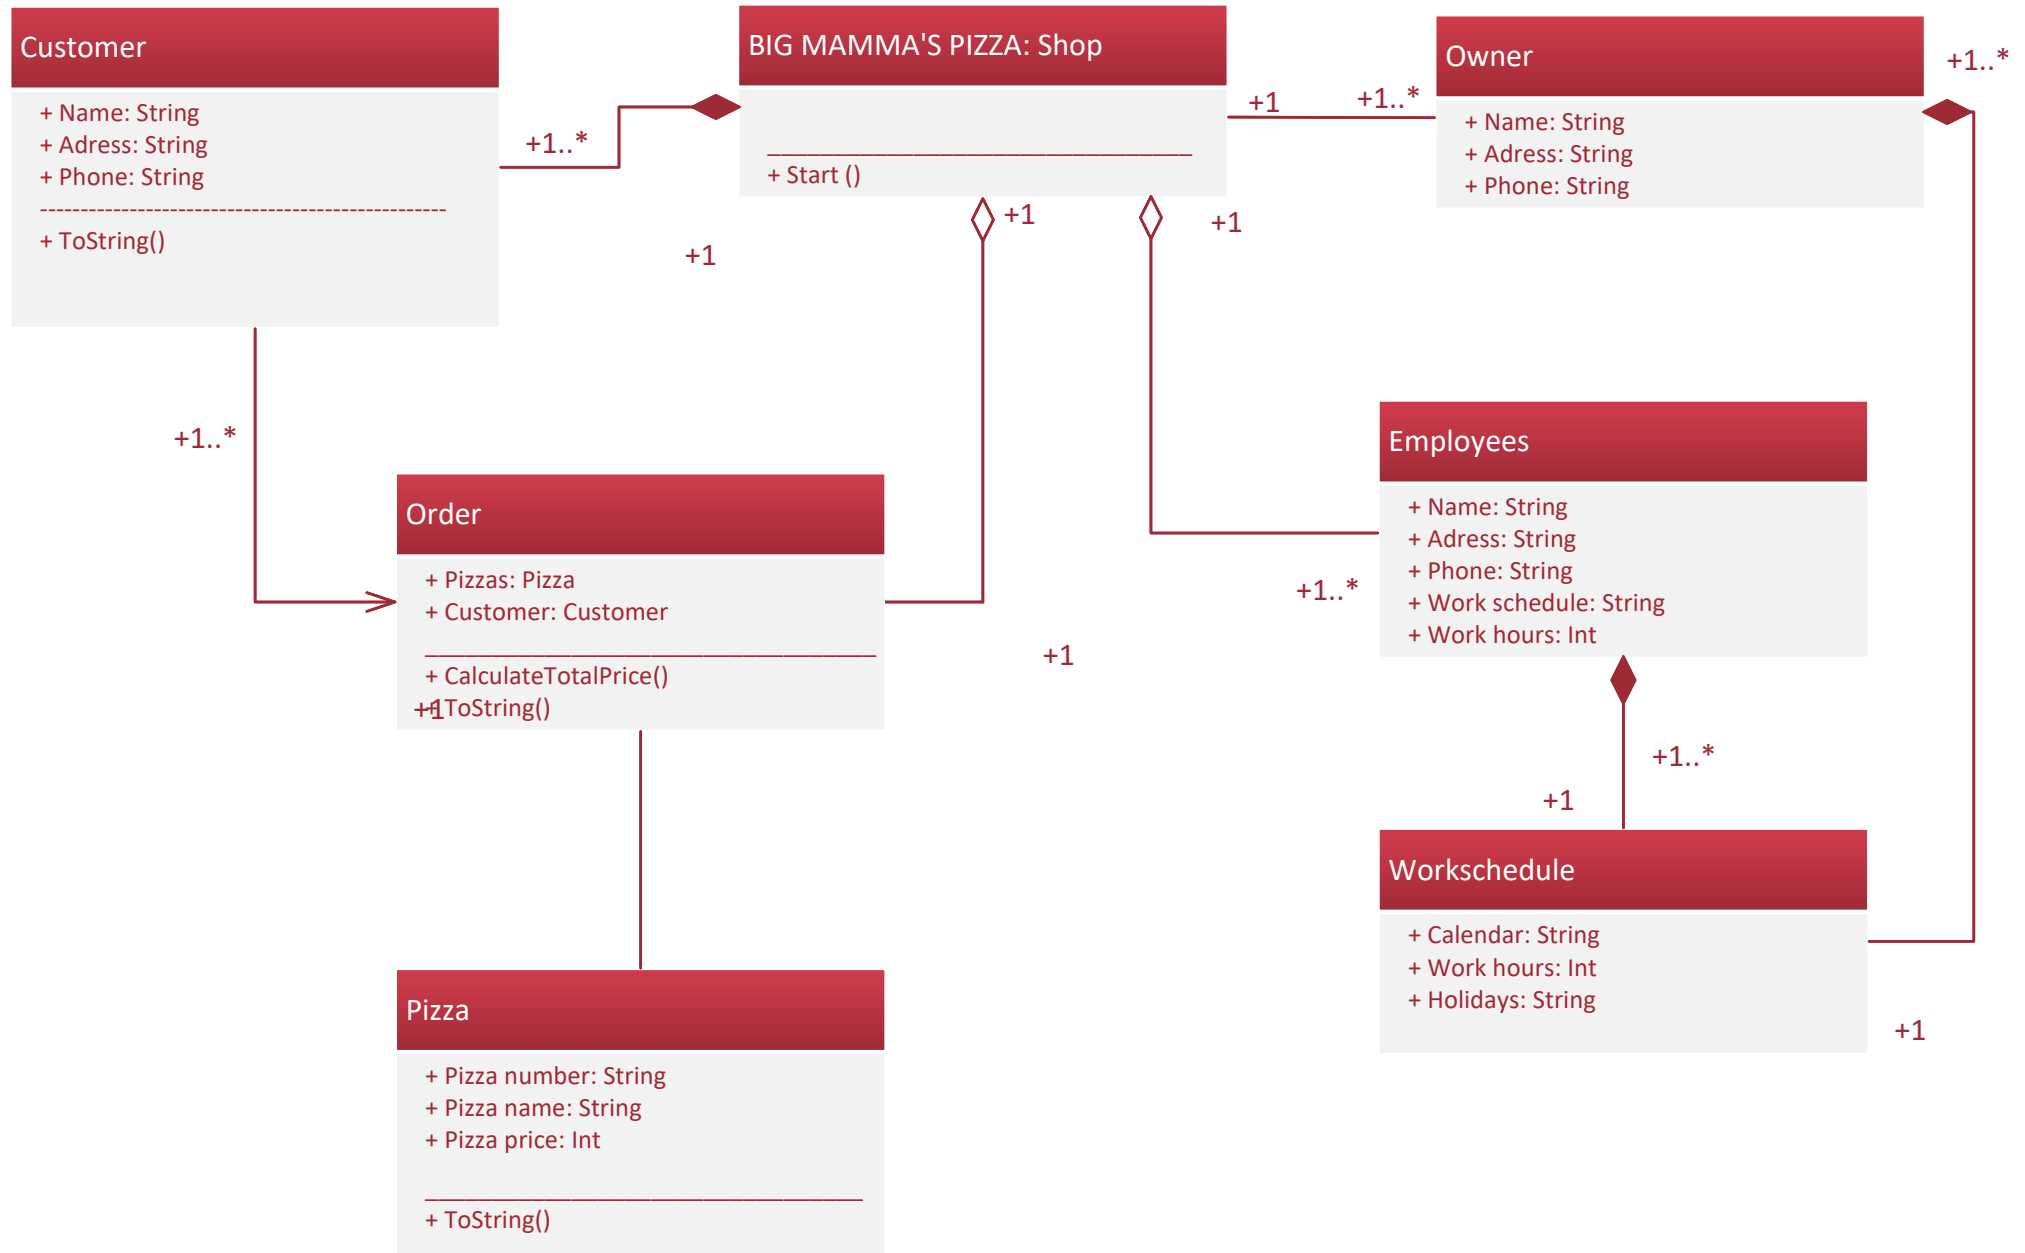 Customer
+ Name: String
+ Adress: String
+ Phone: String
--------------------------------------------------
+ ToString()
+1..*
+1
BIG MAMMA'S PIZZA: Shop
+ Start ()
+1
+1
+1
+1..*
Owner
+ Name: String
+ Adress: String
+ Phone: String
+1..*
+1..*
Order
+ Pizzas: Pizza
+ Customer: Customer
+ CalculateTotalPrice()
+ ToString()
+1
+1
Employees
+ Name: String
+ Adress: String
+ Phone: String
+ Work schedule: String
+ Work hours: Int
+1..*
+1..*
+1
Workschedule
+ Calendar: String
+ Work hours: Int
+ Holidays: String
+1
Pizza
+ Pizza number: String
+ Pizza name: String
+ Pizza price: Int
+ ToString()